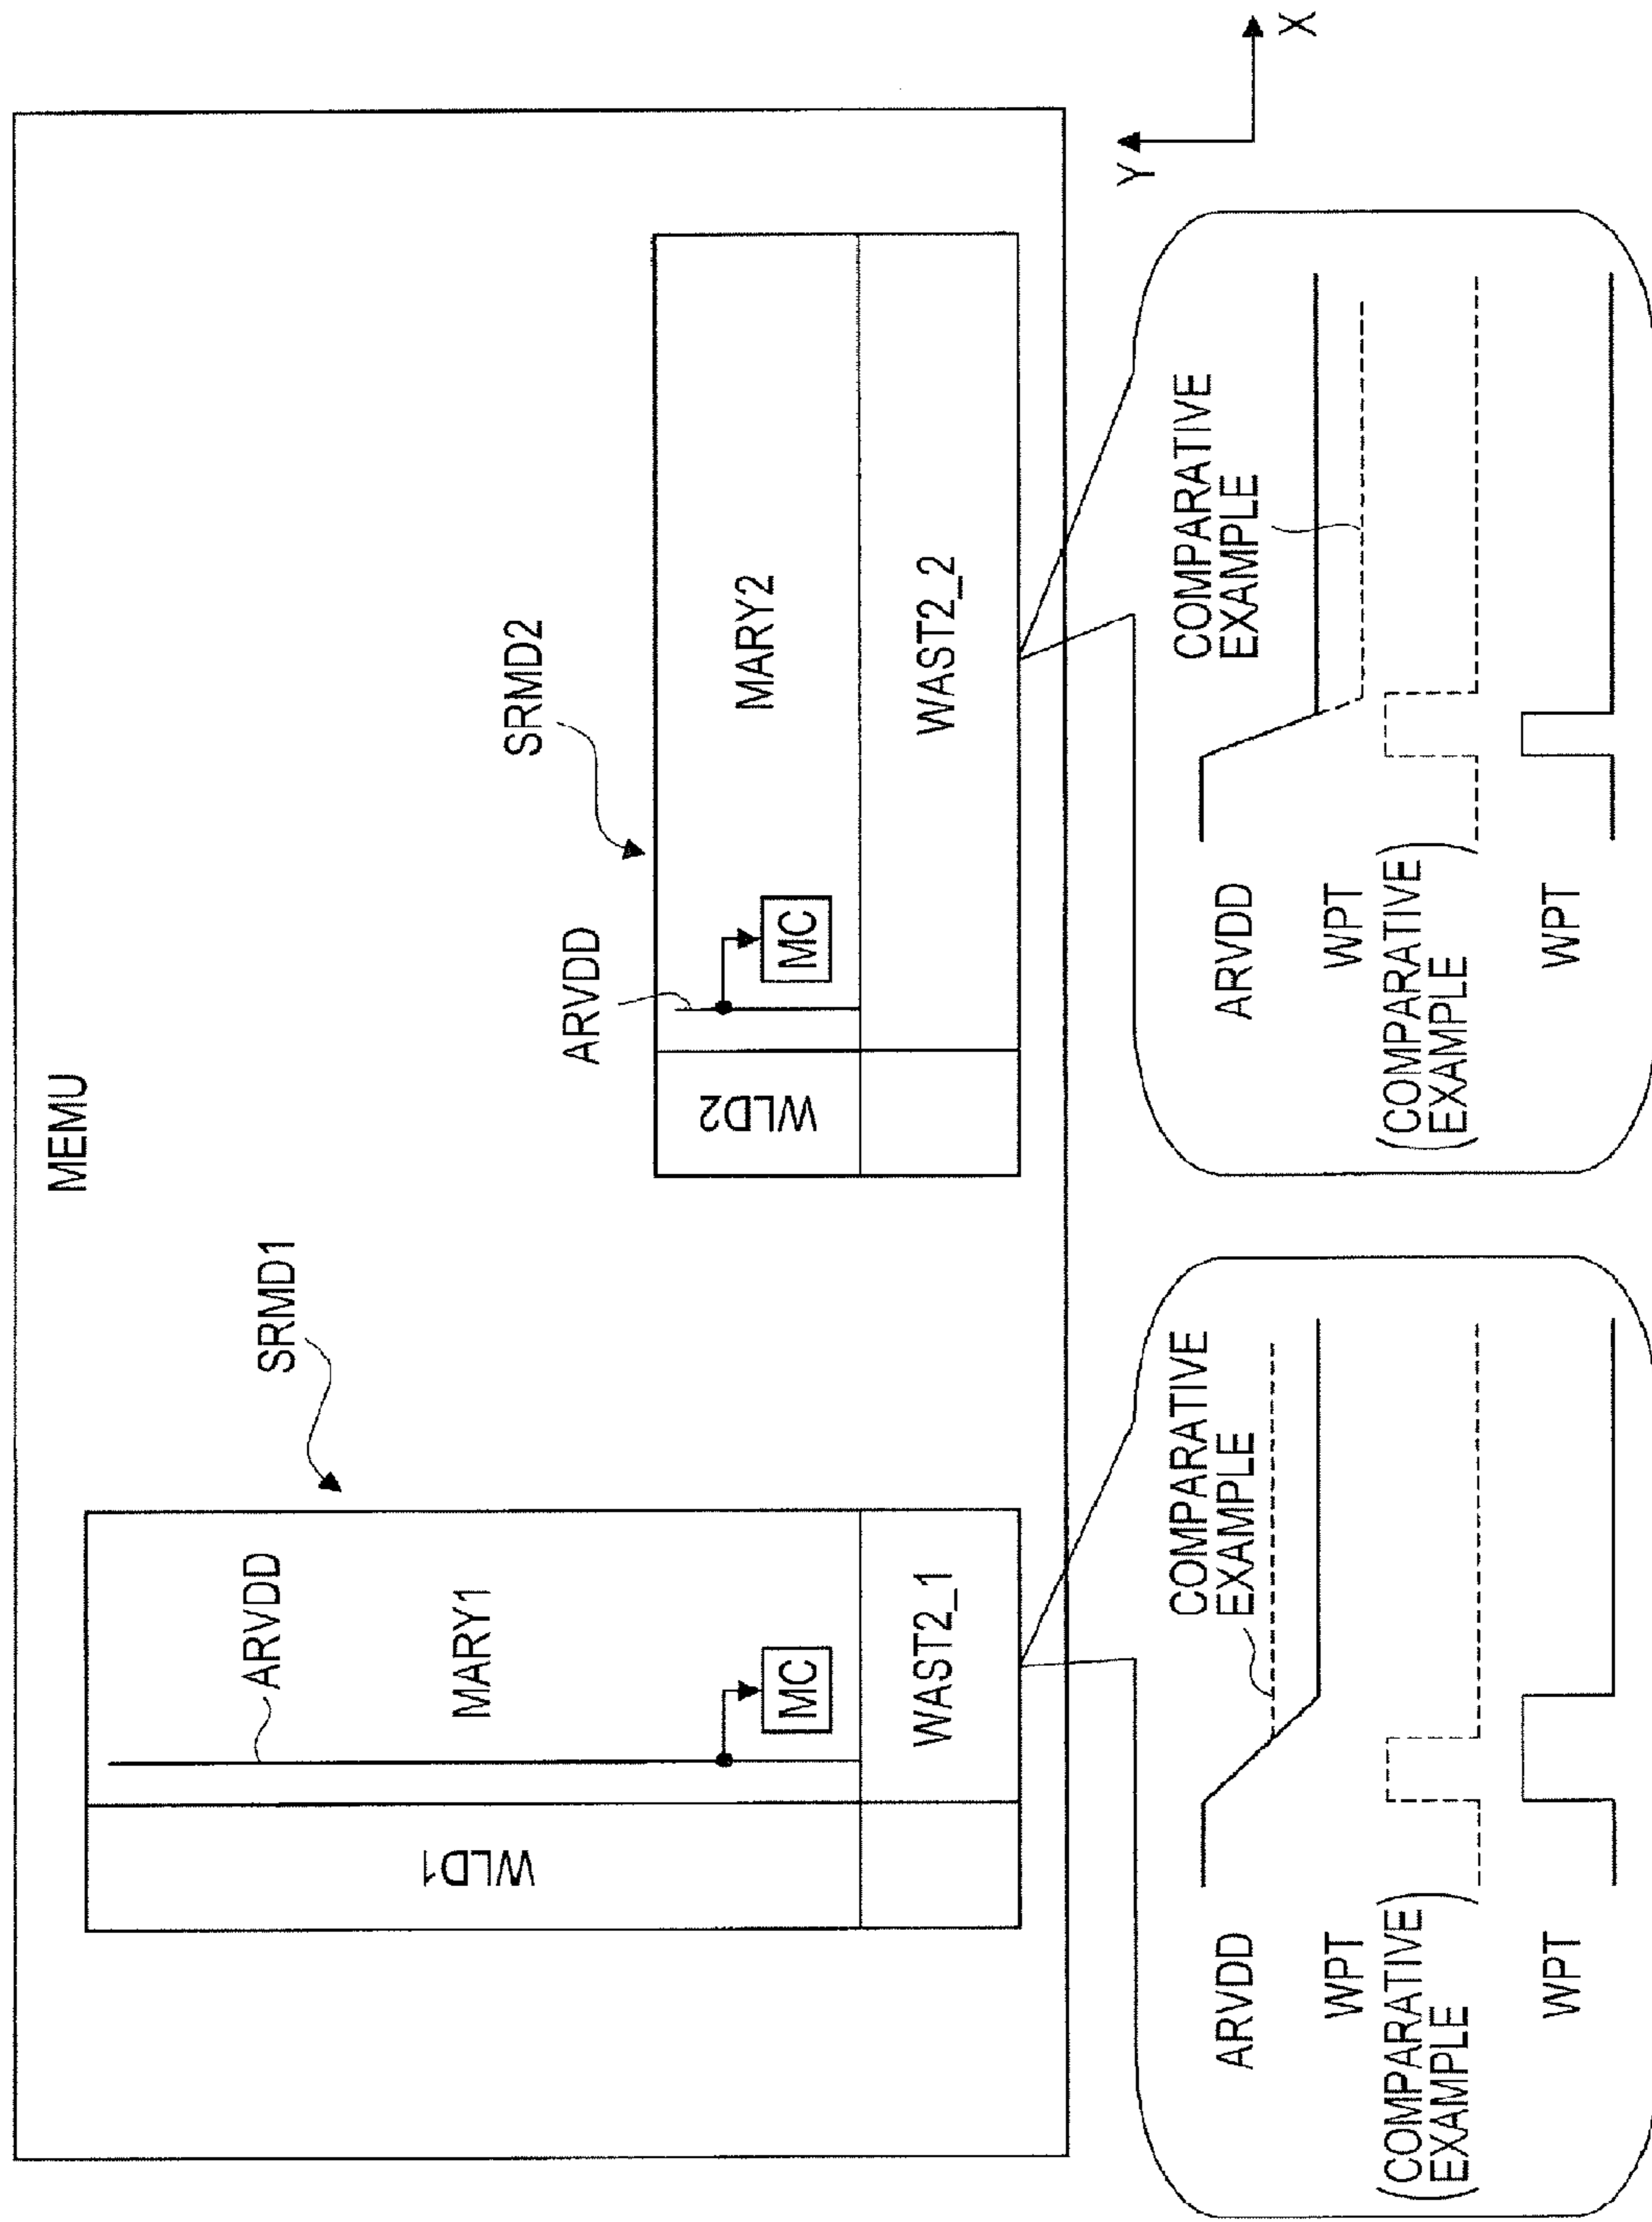 MEMU
SRMD1
ARVDD
MARY1
WLD1
MC
WAST2_1
SRMD2
ARVDD
MARY2
WLD2
MC
WAST2_2
Y
X
COMPARATIVE
EXAMPLE
ARVDD
WPT
(COMPARATIVE
EXAMPLE)
WPT
COMPARATIVE
EXAMPLE
ARVDD
WPT
(COMPARATIVE
EXAMPLE)
WPT